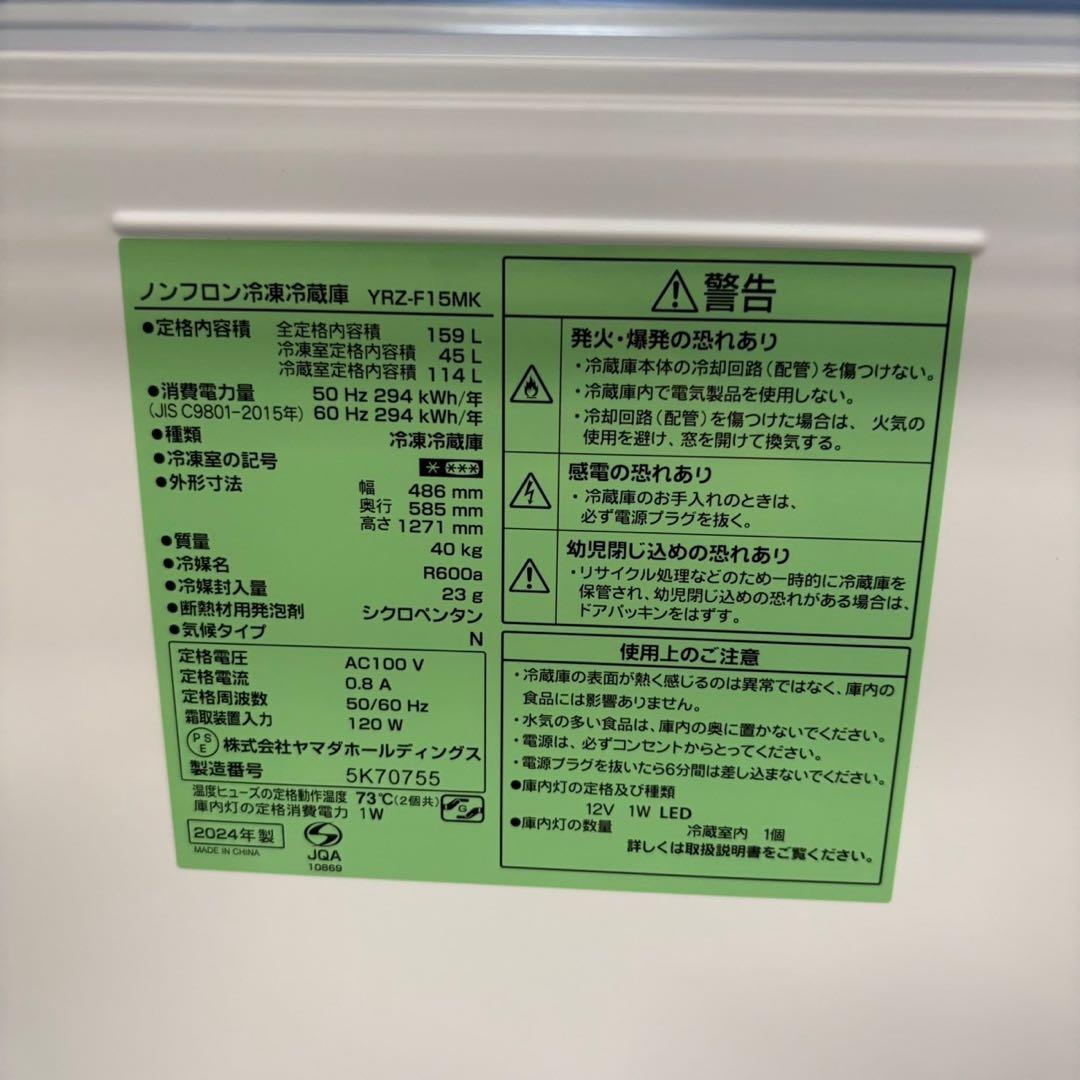 ノンフロン冷凍冷蔵庫 YRZ-F15MK
●定格内容積 全定格内容積 159 L
冷凍室定格内容積 45 L
冷蔵室定格内容積 114 L
●消費電力量 50 Hz 294 kWh/年
(JIS C9801-2015年) 60 Hz 294 kWh/年
●種類 冷凍冷蔵庫
●冷凍室の記号 * ***
●外形寸法 幅 486 mm
奥行 585 mm
高さ 1271 mm
●質量 40 kg
●冷媒名 R600a
●冷媒封入量 23 g
●断熱材用発泡剤 シクロペンタン
●気候タイプ N
定格電圧 AC100 V
定格電流 0.8 A
定格周波数 50/60 Hz
霜取装置入力 120 W
PSE 株式会社ヤマダホールディングス
製造番号 5K70755
温度ヒューズの定格動作温度 73℃(2個共)
庫内灯の定格消費電力 1W
G
2024年製
MADE IN CHINA
JQA
10869
警告
発火・爆発の恐れあり
・冷蔵庫本体の冷却回路(配管)を傷つけない。
・冷蔵庫内で電気製品を使用しない。
・冷却回路(配管)を傷つけた場合は、 火気の
使用を避け、窓を開けて換気する。
感電の恐れあり
・冷蔵庫のお手入れのときは、
必ず電源プラグを抜く。
幼児閉じ込めの恐れあり
・リサイクル処理などのため一時的に冷蔵庫を
保管され、幼児閉じ込めの恐れがある場合は、
ドアパッキンをはずす。
使用上のご注意
・冷蔵庫の表面が熱く感じるのは異常ではなく、庫内の
食品には影響ありません。
・水気の多い食品は、庫内の奥に置かないでください。
・電源は、必ずコンセントからとってください。
・電源プラグを抜いたら6分間は差し込まないでください。
●庫内灯の定格及び種類
12V 1W LED
●庫内灯の数量 冷蔵室内 1個
詳しくは取扱説明書をご覧ください。